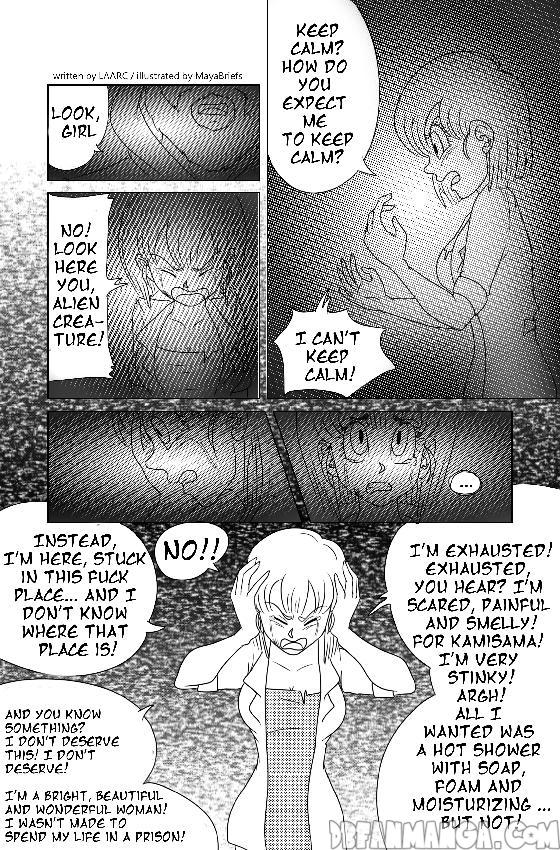 written by LAARC / illustrated by MayaBriefs
LOOK,
GIRL
KEEP
CALM?
HOW DO
YOU
EXPECT
ME
TO KEEP
CALM?
NO!
LOOK
HERE
YOU,
ALIEN
CREA-
TURE!
I CAN'T
KEEP
CALM!
...
INSTEAD,
I'M HERE, STUCK
IN THIS FUCK
PLACE... AND I
DON'T KNOW
WHERE THAT
PLACE IS!
NO!!
I'M EXHAUSTED!
EXHAUSTED,
YOU HEAR? I'M
SCARED, PAINFUL
AND SMELLY!
FOR KAMISAMA!
I'M VERY
STINKY!
ARGH!
ALL I
WANTED WAS
A HOT SHOWER
WITH SOAP,
FOAM AND
MOISTURIZING ...
BUT NOT!
AND YOU KNOW
SOMETHING?
I DON'T DESERVE
THIS! I DON'T
DESERVE!
I'M A BRIGHT, BEAUTIFUL
AND WONDERFUL WOMAN!
I WASN'T MADE TO
SPEND MY LIFE IN A PRISON!
DBFANMANGA.COM